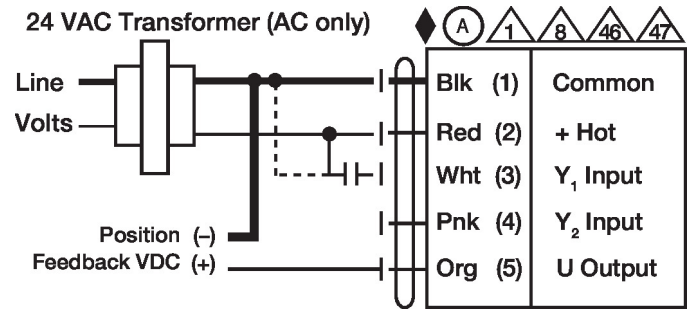 24 VAC Transformer (AC only)
A 1 8 46 47
Line
Volts
Blk (1) Common
Red (2) + Hot
Wht (3) Y₁ Input
Pnk (4) Y₂ Input
Org (5) U Output
Position (–)
Feedback VDC (+)